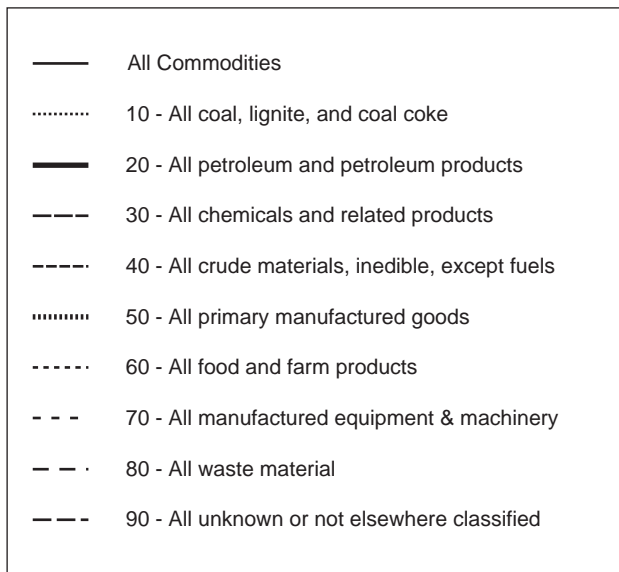 All Commodities
10 - All coal, lignite, and coal coke
20 - All petroleum and petroleum products
30 - All chemicals and related products
40 - All crude materials, inedible, except fuels
50 - All primary manufactured goods
60 - All food and farm products
70 - All manufactured equipment & machinery
80 - All waste material
90 - All unknown or not elsewhere classified